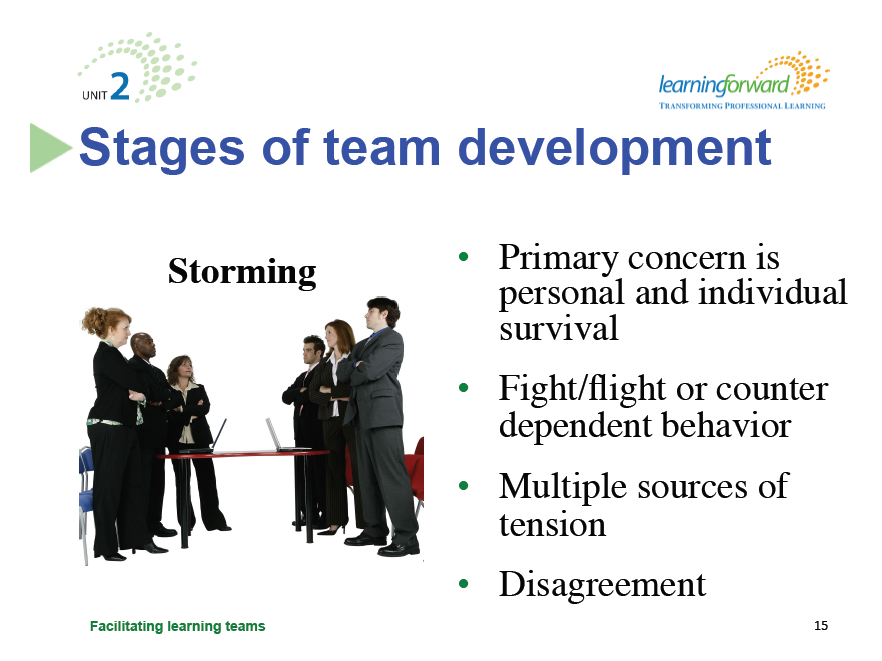 UNIT 2
learningforward
TRANSFORMING PROFESSIONAL LEARNING
Stages of team development
Storming
• Primary concern is
personal and individual
survival
• Fight/flight or counter
dependent behavior
• Multiple sources of
tension
• Disagreement
Facilitating learning teams
15